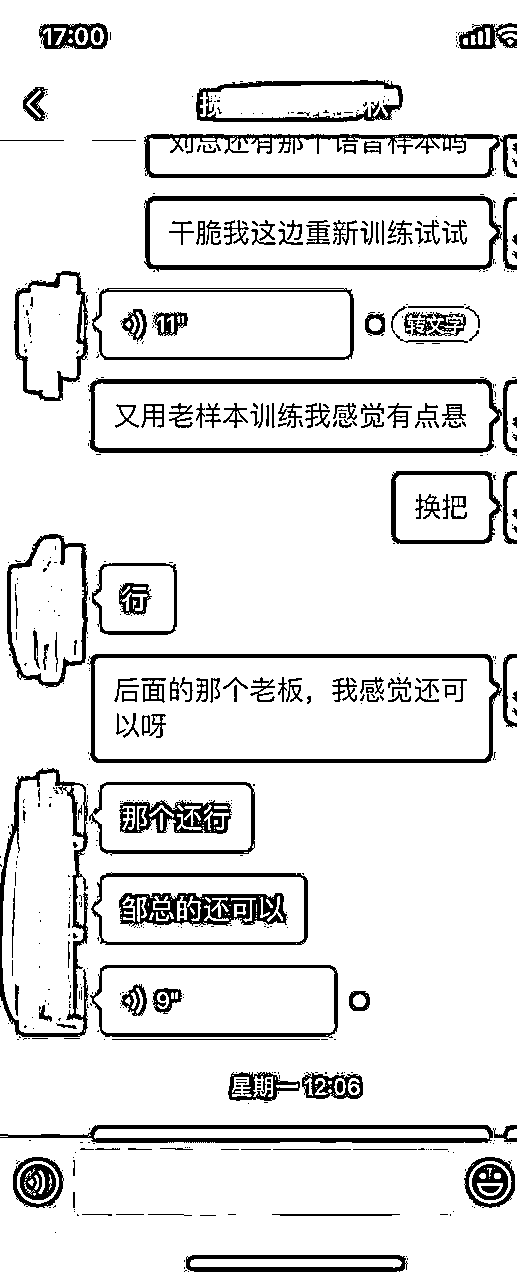 17:00
刘总还有那个语音样本吗
干脆我这边重新训练试试
11"
转文字
又用老样本训练我感觉有点悬
换把
行
后面的那个老板，我感觉还可
以呀
那个还行
邹总的还可以
9"
星期一 12:06